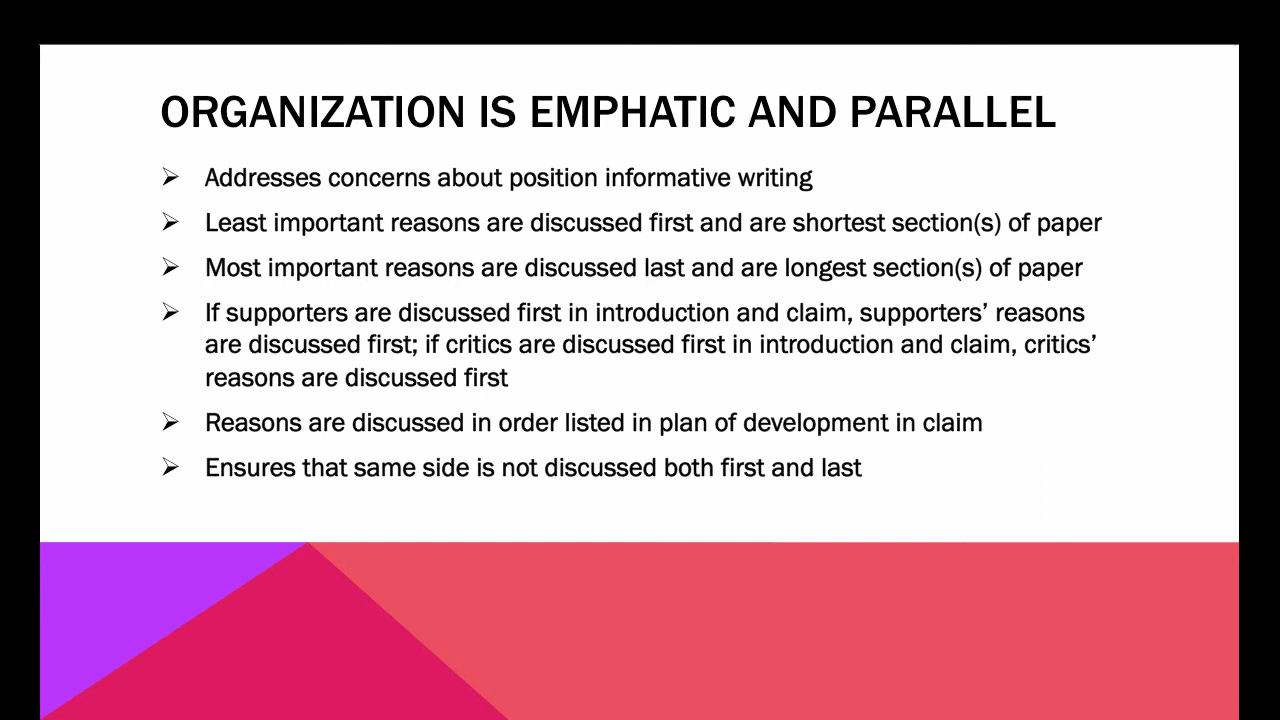 ORGANIZATION IS EMPHATIC AND PARALLEL
Addresses concerns about position informative writing
Least important reasons are discussed first and are shortest section(s) of paper
Most important reasons are discussed last and are longest section(s) of paper
If supporters are discussed first in introduction and claim, supporters’ reasons
are discussed first; if critics are discussed first in introduction and claim, critics’
reasons are discussed first
Reasons are discussed in order listed in plan of development in claim
Ensures that same side is not discussed both first and last